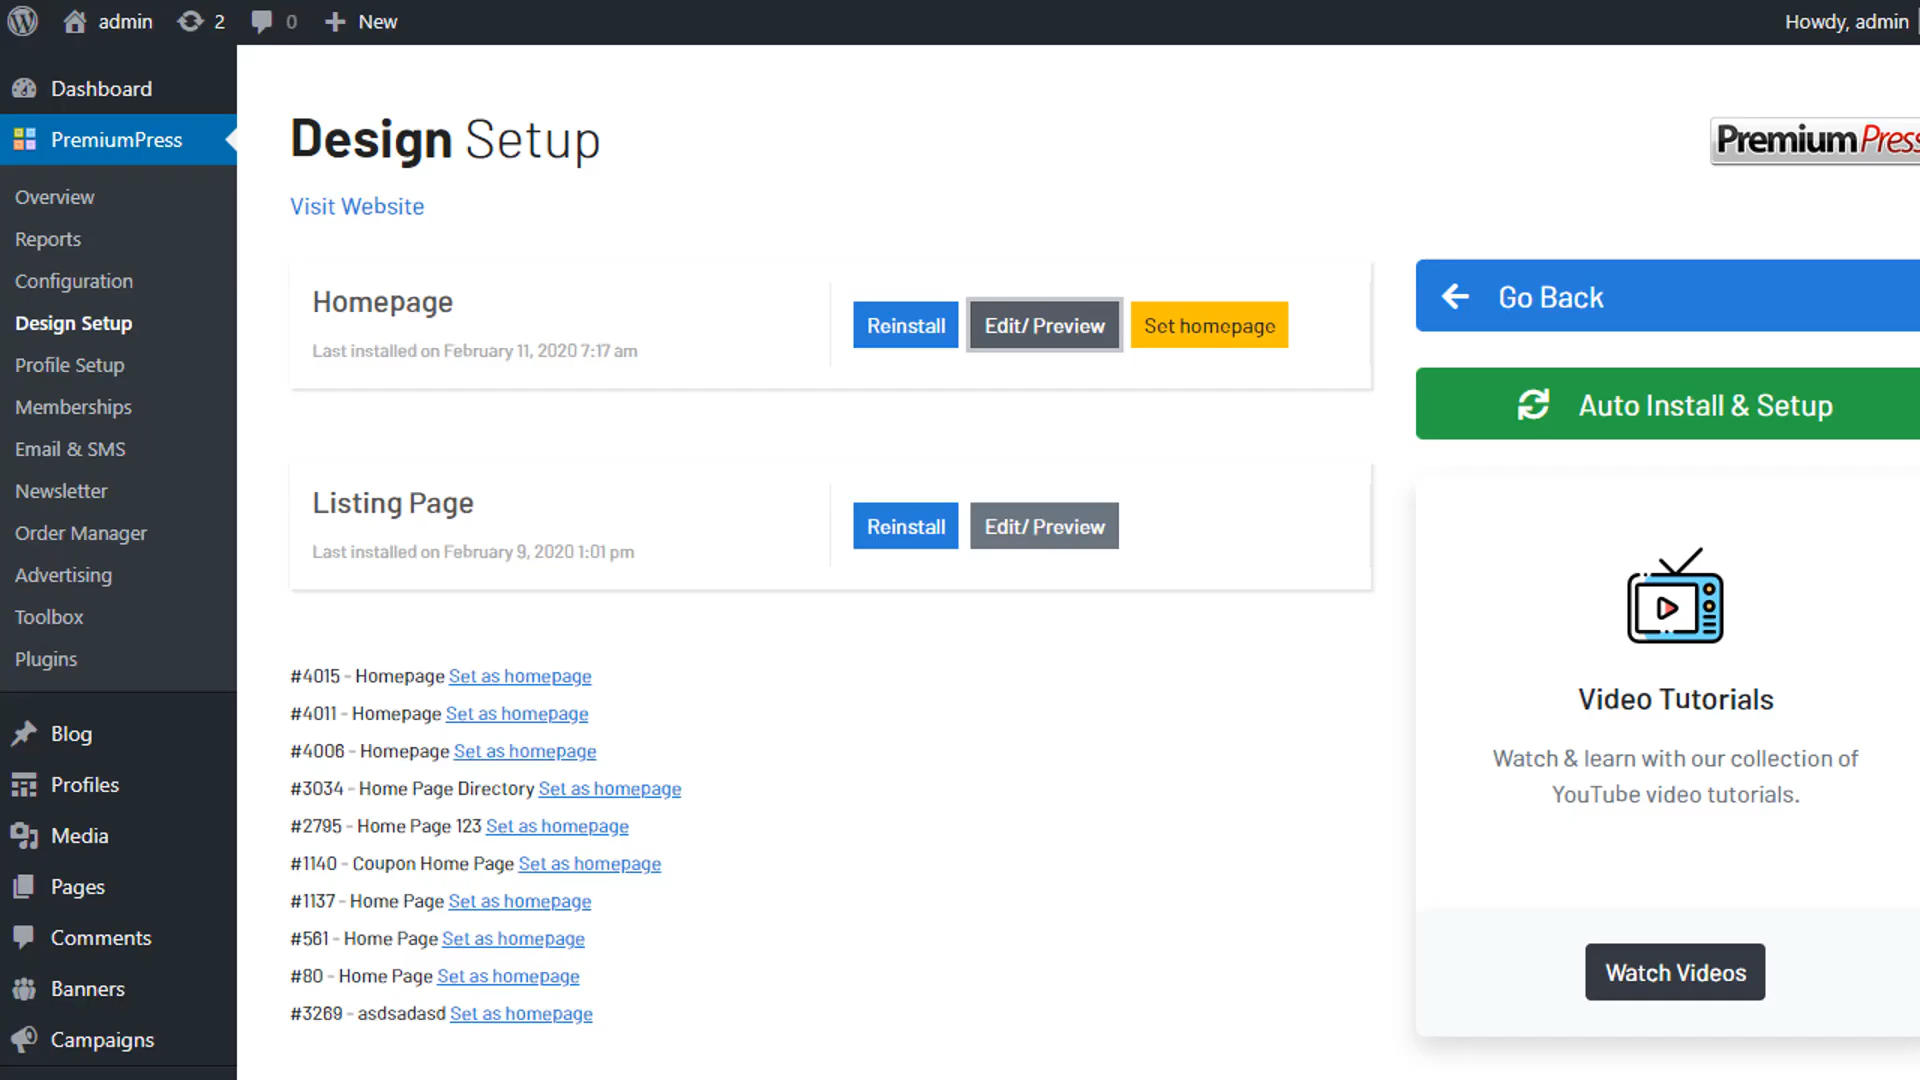 admin 2 0 New Howdy, admin
Dashboard
PremiumPress
Overview
Reports
Configuration
Design Setup
Profile Setup
Memberships
Email & SMS
Newsletter
Order Manager
Advertising
Toolbox
Plugins
Blog
Profiles
Media
Pages
Comments
Banners
Campaigns
Design Setup
Visit Website
PremiumPress
Homepage
Last installed on February 11, 2020 7:17 am
Reinstall Edit/ Preview Set homepage
Listing Page
Last installed on February 9, 2020 1:01 pm
Reinstall Edit/ Preview
#4015 - Homepage Set as homepage
#4011 - Homepage Set as homepage
#4006 - Homepage Set as homepage
#3034 - Home Page Directory Set as homepage
#2795 - Home Page 123 Set as homepage
#1140 - Coupon Home Page Set as homepage
#1137 - Home Page Set as homepage
#561 - Home Page Set as homepage
#80 - Home Page Set as homepage
#3269 - asdsadasd Set as homepage
Go Back
Auto Install & Setup
Video Tutorials
Watch & learn with our collection of
YouTube video tutorials.
Watch Videos